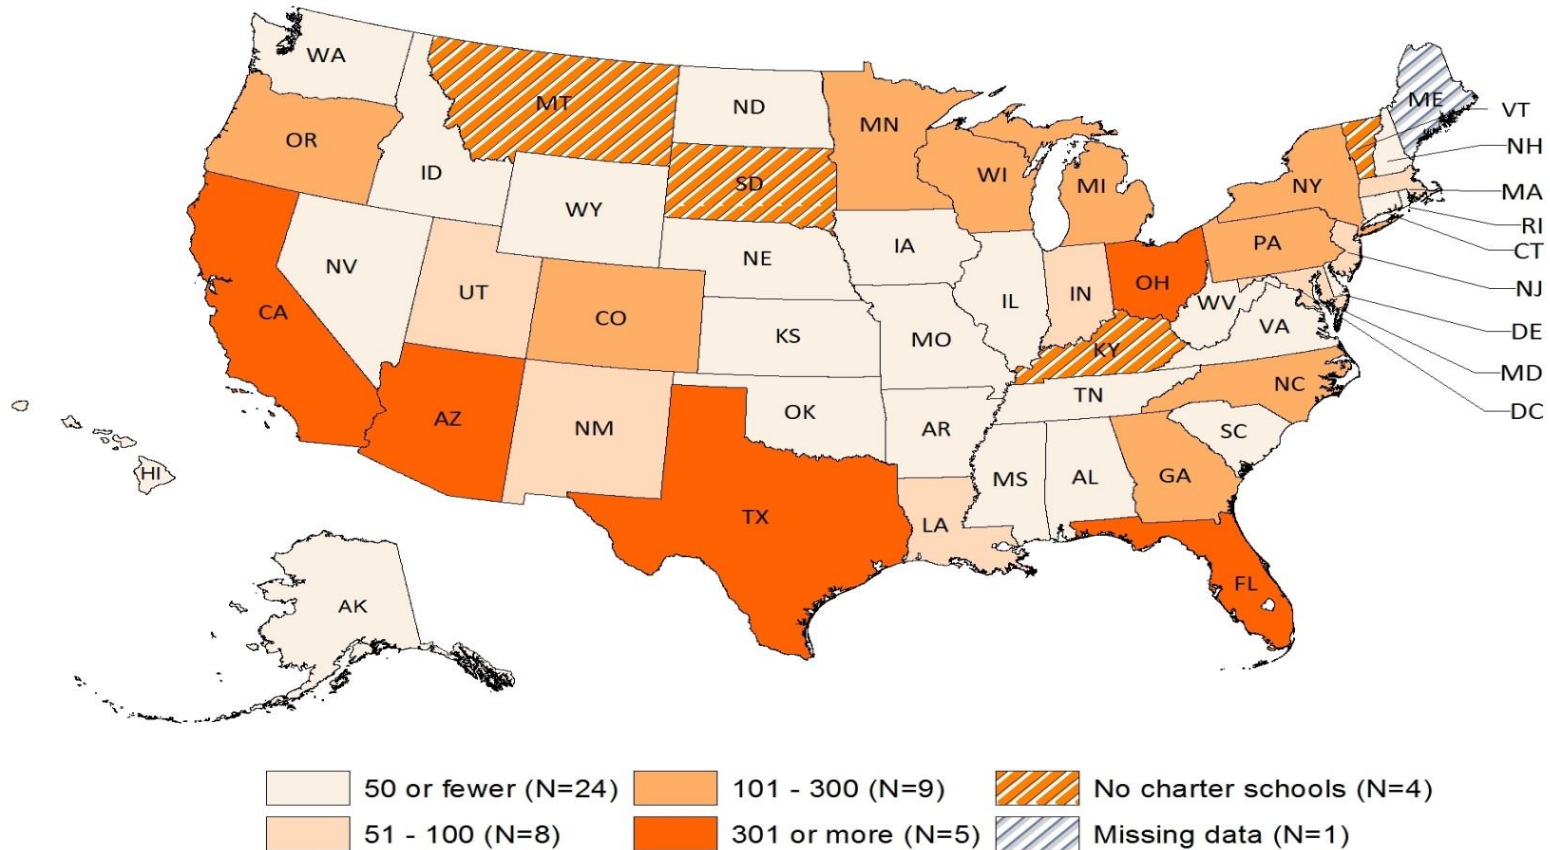 WA
MT
ND
MN
ME
VT
OR
ID
SD
WI
MI
NY
NH
WY
MA
IA
PA
RI
NV
NE
CT
UT
IL
IN
OH
NJ
CA
CO
KS
MO
WV
VA
DE
KY
MD
AZ
NM
OK
AR
TN
NC
DC
HI
MS
AL
SC
GA
TX
LA
FL
AK
50 or fewer (N=24)
101 - 300 (N=9)
No charter schools (N=4)
51 - 100 (N=8)
301 or more (N=5)
Missing data (N=1)